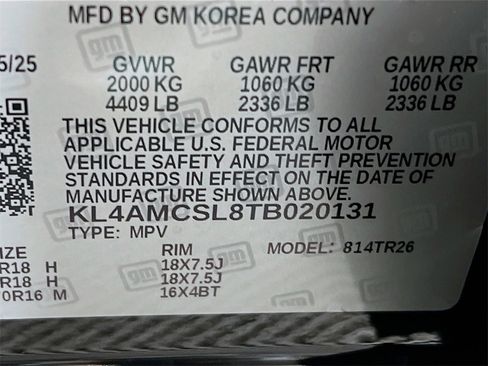 MFD BY GM KOREA COMPANY
5/25 GVWR GAWR FRT GAWR RR
2000 KG 1060 KG 1060 KG
4409 LB 2336 LB 2336 LB
THIS VEHICLE CONFORMS TO ALL
APPLICABLE U.S. FEDERAL MOTOR
VEHICLE SAFETY AND THEFT PREVENTION
STANDARDS IN EFFECT ON THE DATE OF
MANUFACTURE SHOWN ABOVE.
KL4AMCSL8TB020131
TYPE: MPV MODEL: 814TR26
SIZE RIM
R18 H 18X7.5J
R18 H 18X7.5J
0R16 M 16X4BT